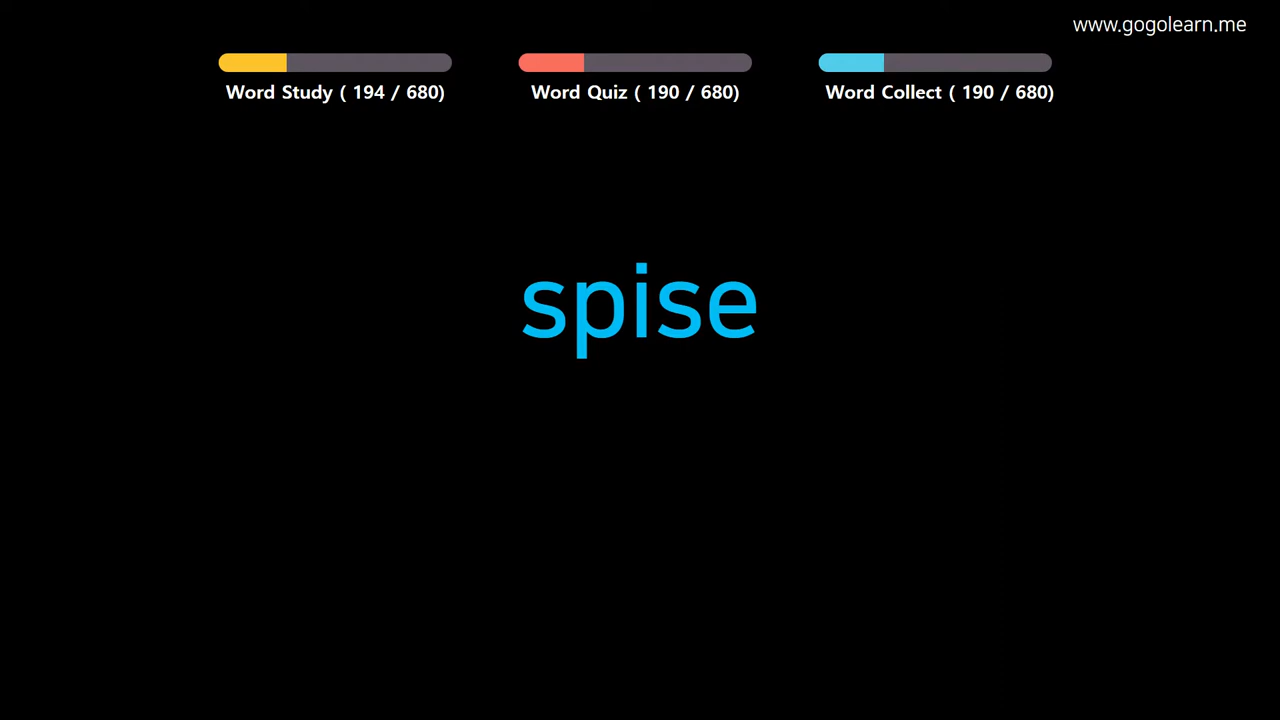 www.gogolearn.me
Word Study ( 194 / 680)
Word Quiz ( 190 / 680)
Word Collect ( 190 / 680)
spise